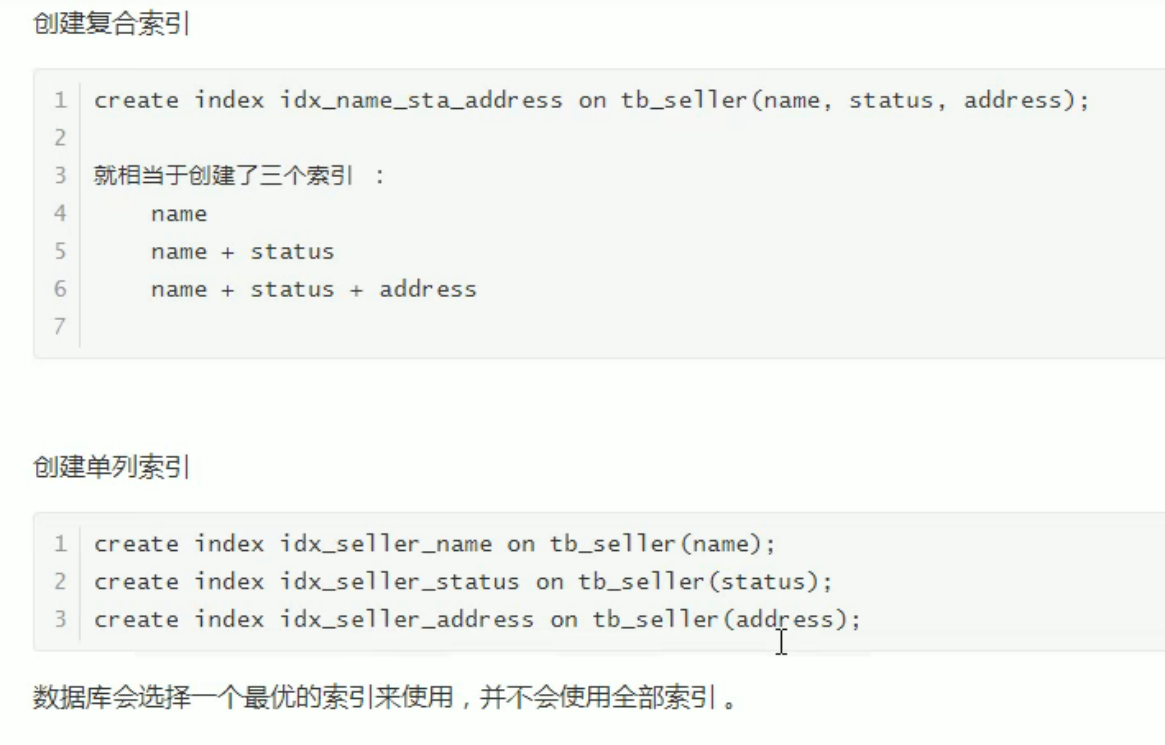 创建复合索引
1 create index idx_name_sta_address on tb_seller(name, status, address);
2
3 就相当于创建了三个索引 ：
4     name
5     name + status
6     name + status + address
7
创建单列索引
1 create index idx_seller_name on tb_seller(name);
2 create index idx_seller_status on tb_seller(status);
3 create index idx_seller_address on tb_seller(address);
数据库会选择一个最优的索引来使用，并不会使用全部索引 。